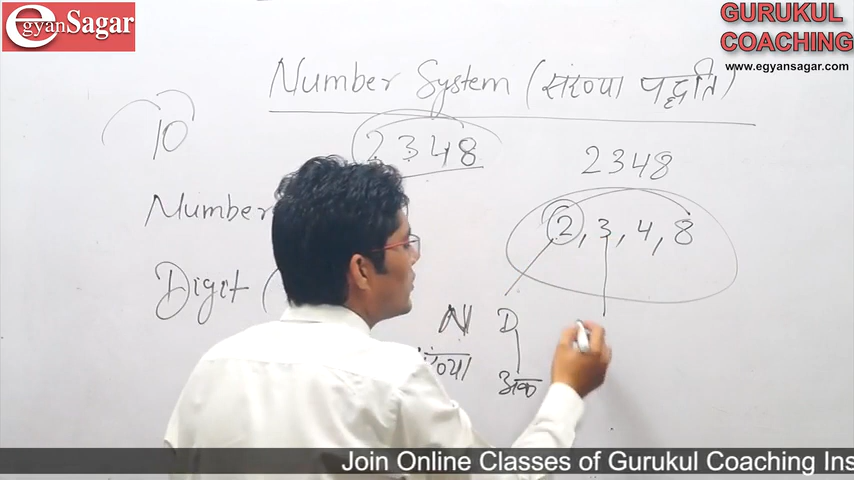 egyanSagar
GURUKUL
COACHING
www.egyansagar.com
Number System (संख्या पद्धति)
10
2348
2348
Number
2, 3, 4, 8
Digit (
N D
संख्या
अंक
Join Online Classes of Gurukul Coaching Ins